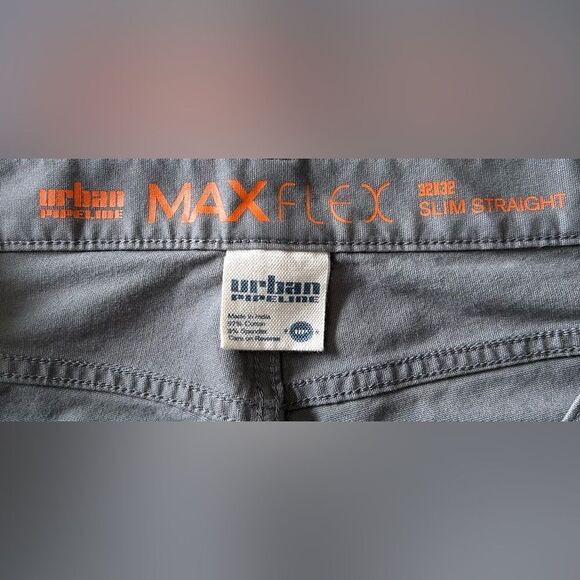 urban
PIPELINE
MAXFLEX
32X32
SLIM STRAIGHT
urban
PIPELINE
Made in India
97% Cotton
3% Spandex
Care on Reverse